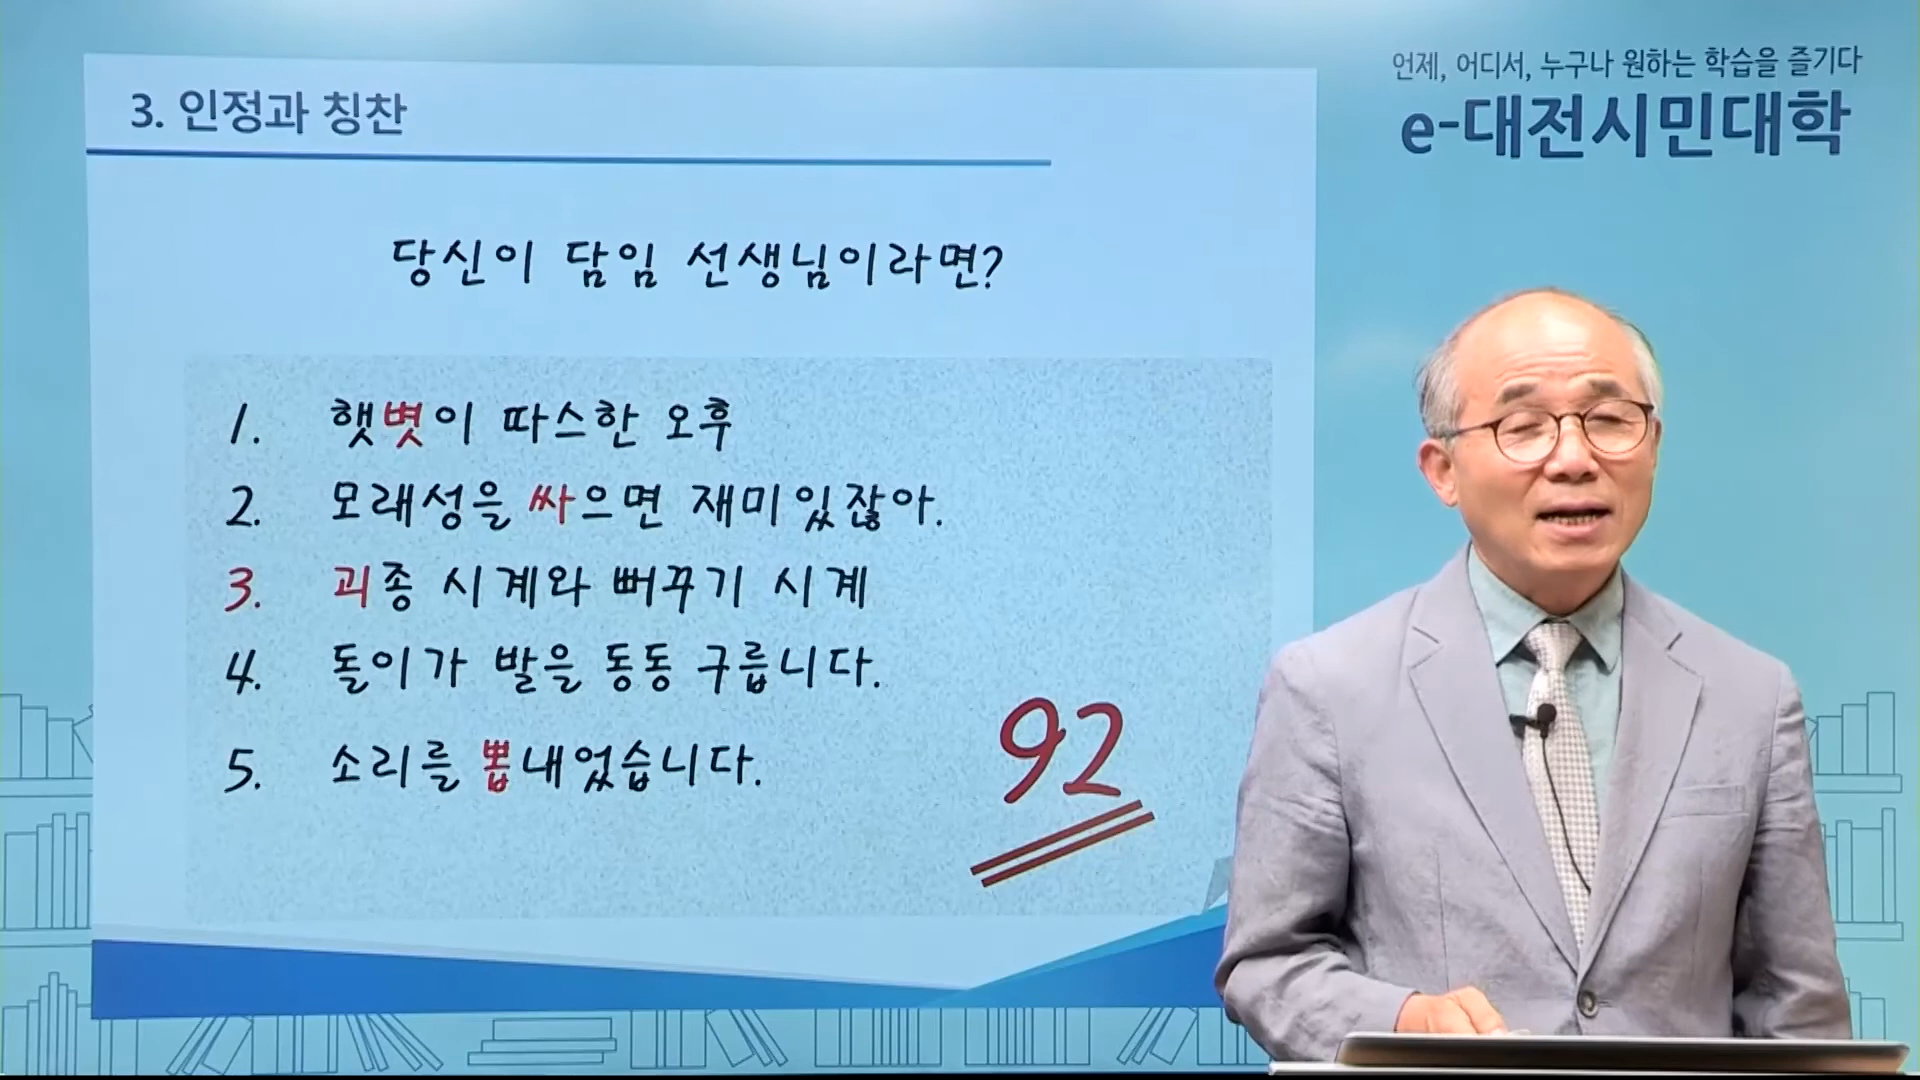 3. 인정과 칭찬
당신이 담임 선생님이라면?
1. 햇볏이 따스한 오후
2. 모래성을 싸으면 재미있잖아.
3. 괴종 시계와 뻐꾸기 시계
4. 돌이가 발을 동동 구릅니다.
5. 소리를 뽑내었습니다.
92
언제, 어디서, 누구나 원하는 학습을 즐기다
e-대전시민대학